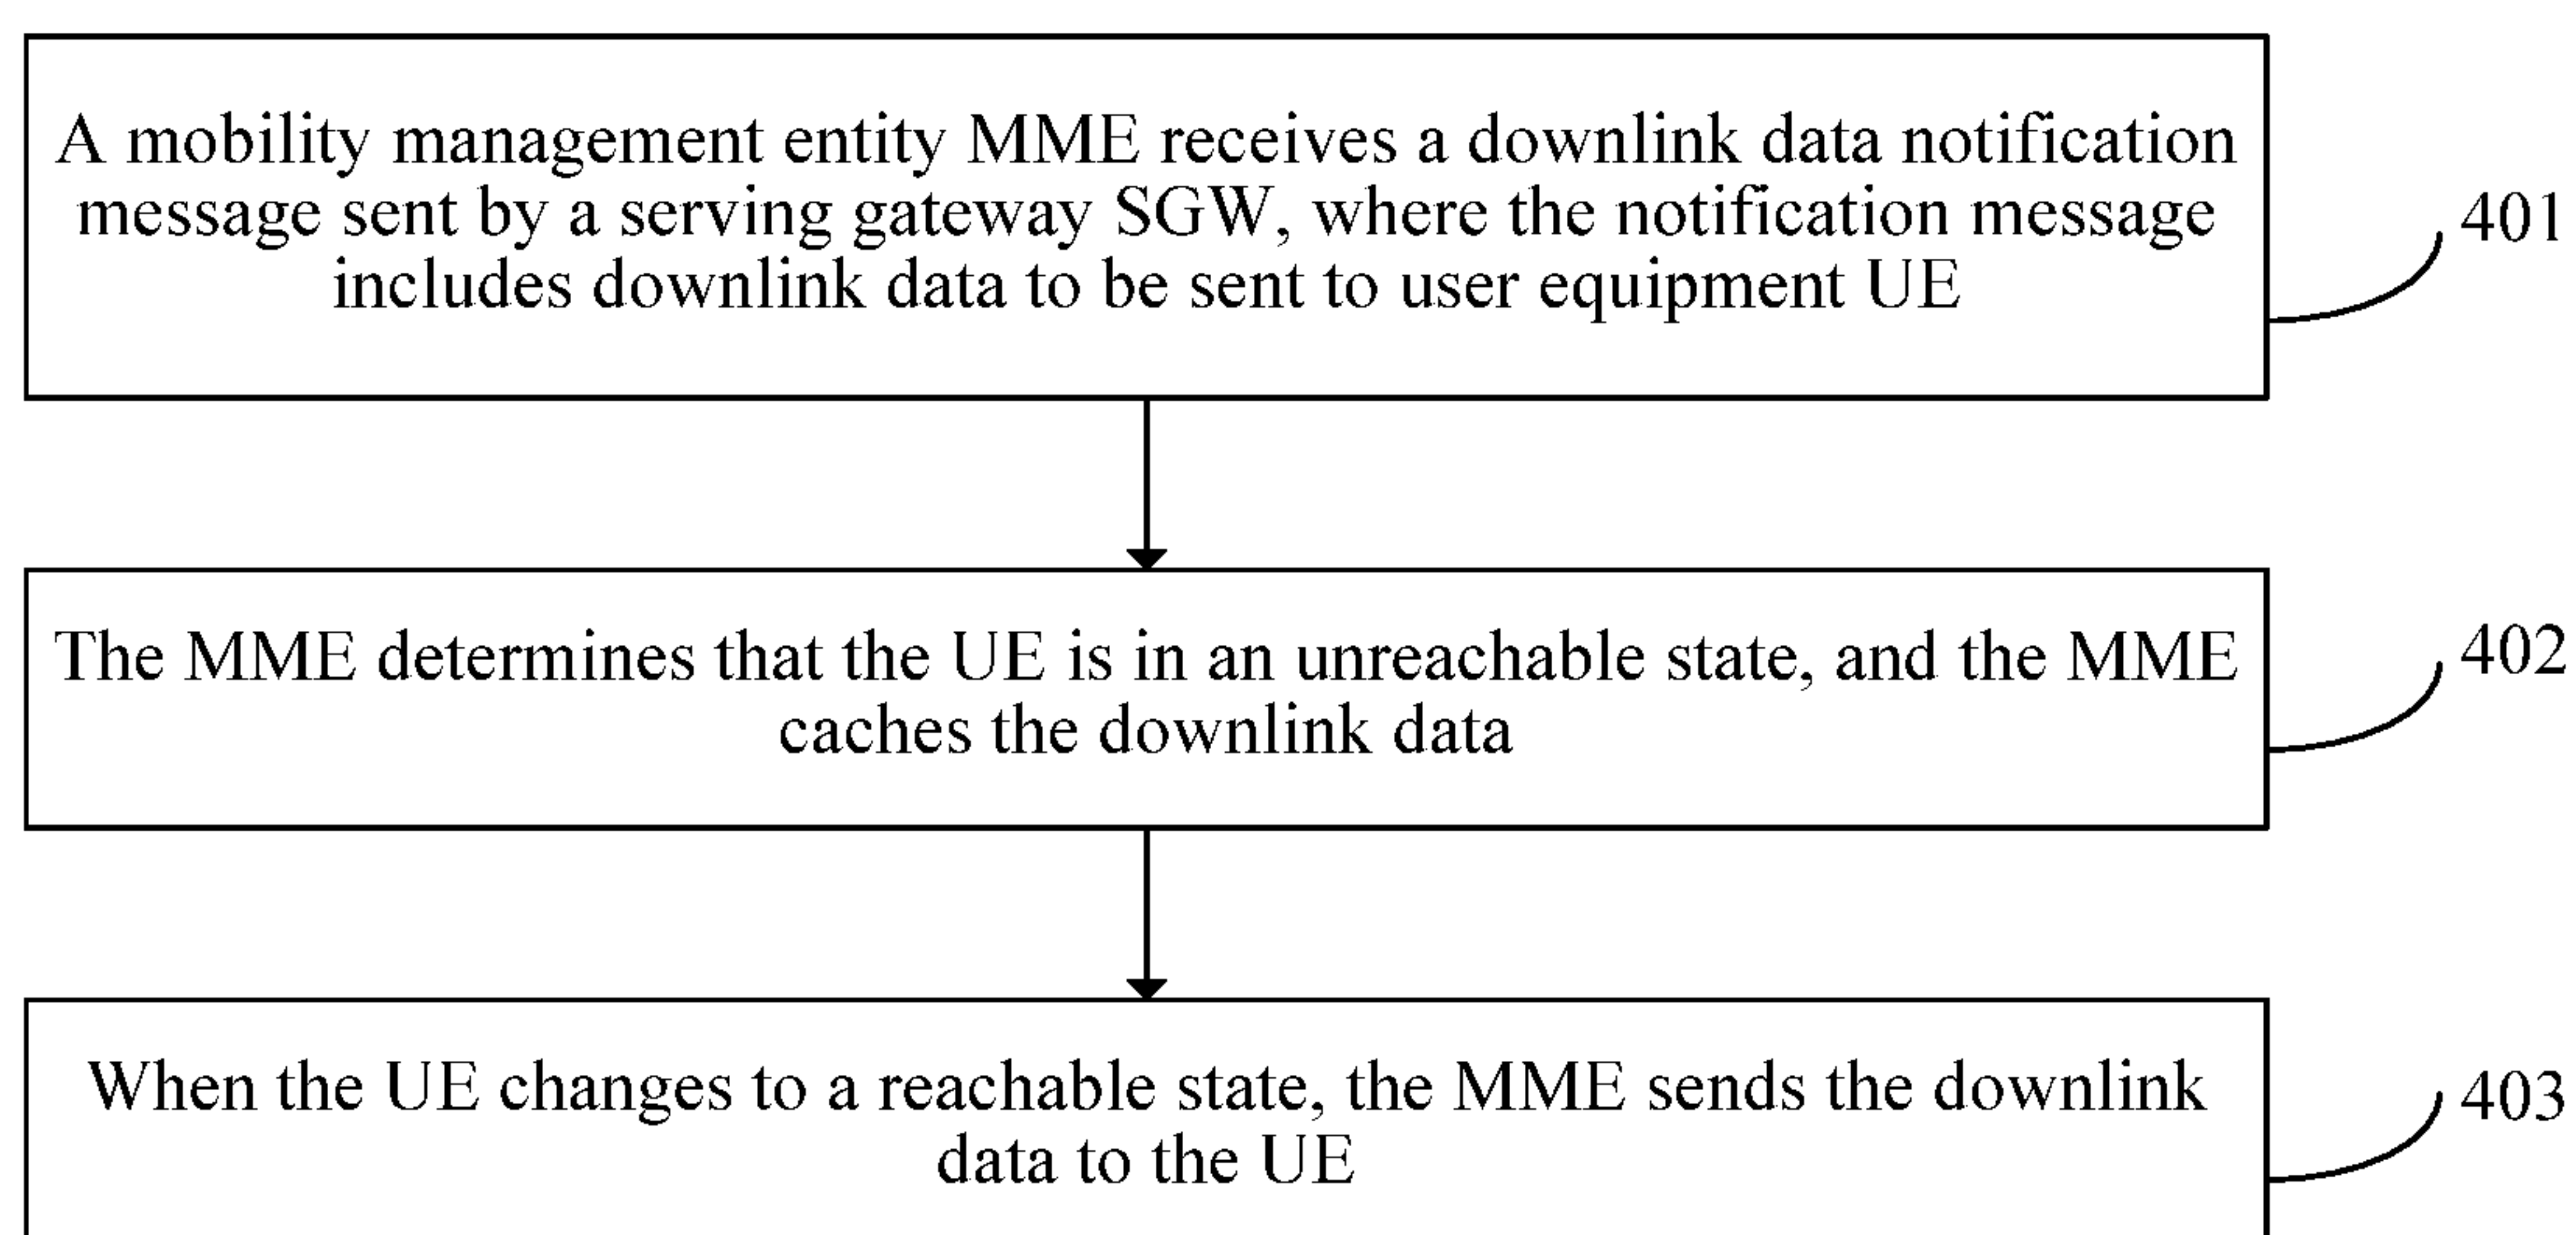 A mobility management entity MME receives a downlink data notification
message sent by a serving gateway SGW, where the notification message
includes downlink data to be sent to user equipment UE
401
The MME determines that the UE is in an unreachable state, and the MME
caches the downlink data
402
When the UE changes to a reachable state, the MME sends the downlink
data to the UE
403